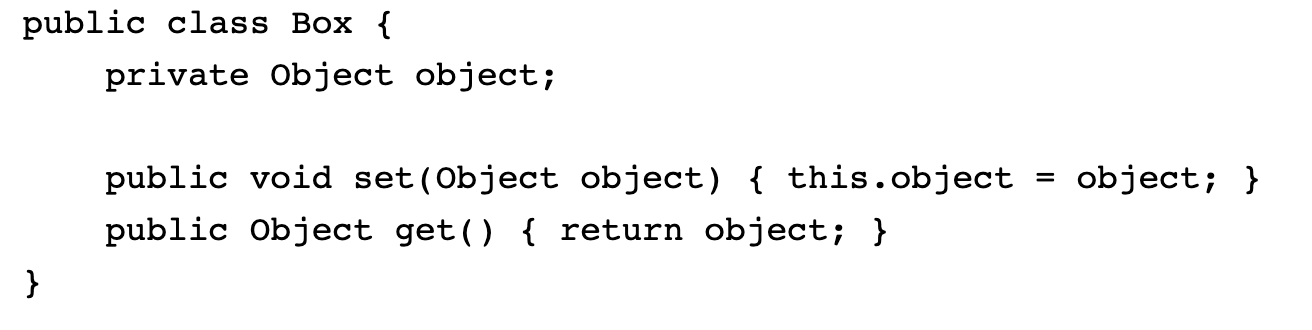 public class Box {
    private Object object;

    public void set(Object object) { this.object = object; }
    public Object get() { return object; }
}